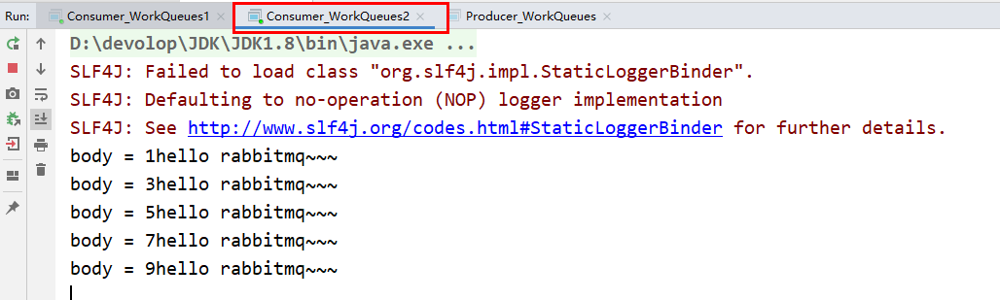 Run: Consumer_WorkQueues1 × Consumer_WorkQueues2 × Producer_WorkQueues ×
D:\devolop\JDK\JDK1.8\bin\java.exe ...
SLF4J: Failed to load class "org.slf4j.impl.StaticLoggerBinder".
SLF4J: Defaulting to no-operation (NOP) logger implementation
SLF4J: See http://www.slf4j.org/codes.html#StaticLoggerBinder for further details.
body = 1hello rabbitmq~~~
body = 3hello rabbitmq~~~
body = 5hello rabbitmq~~~
body = 7hello rabbitmq~~~
body = 9hello rabbitmq~~~